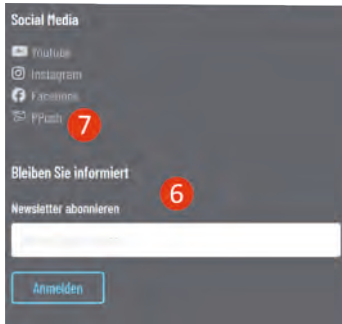 Social Media
Youtube
Instagram
Facebook
7
Bleiben Sie informiert
6
Newsletter abonnieren
Anmelden